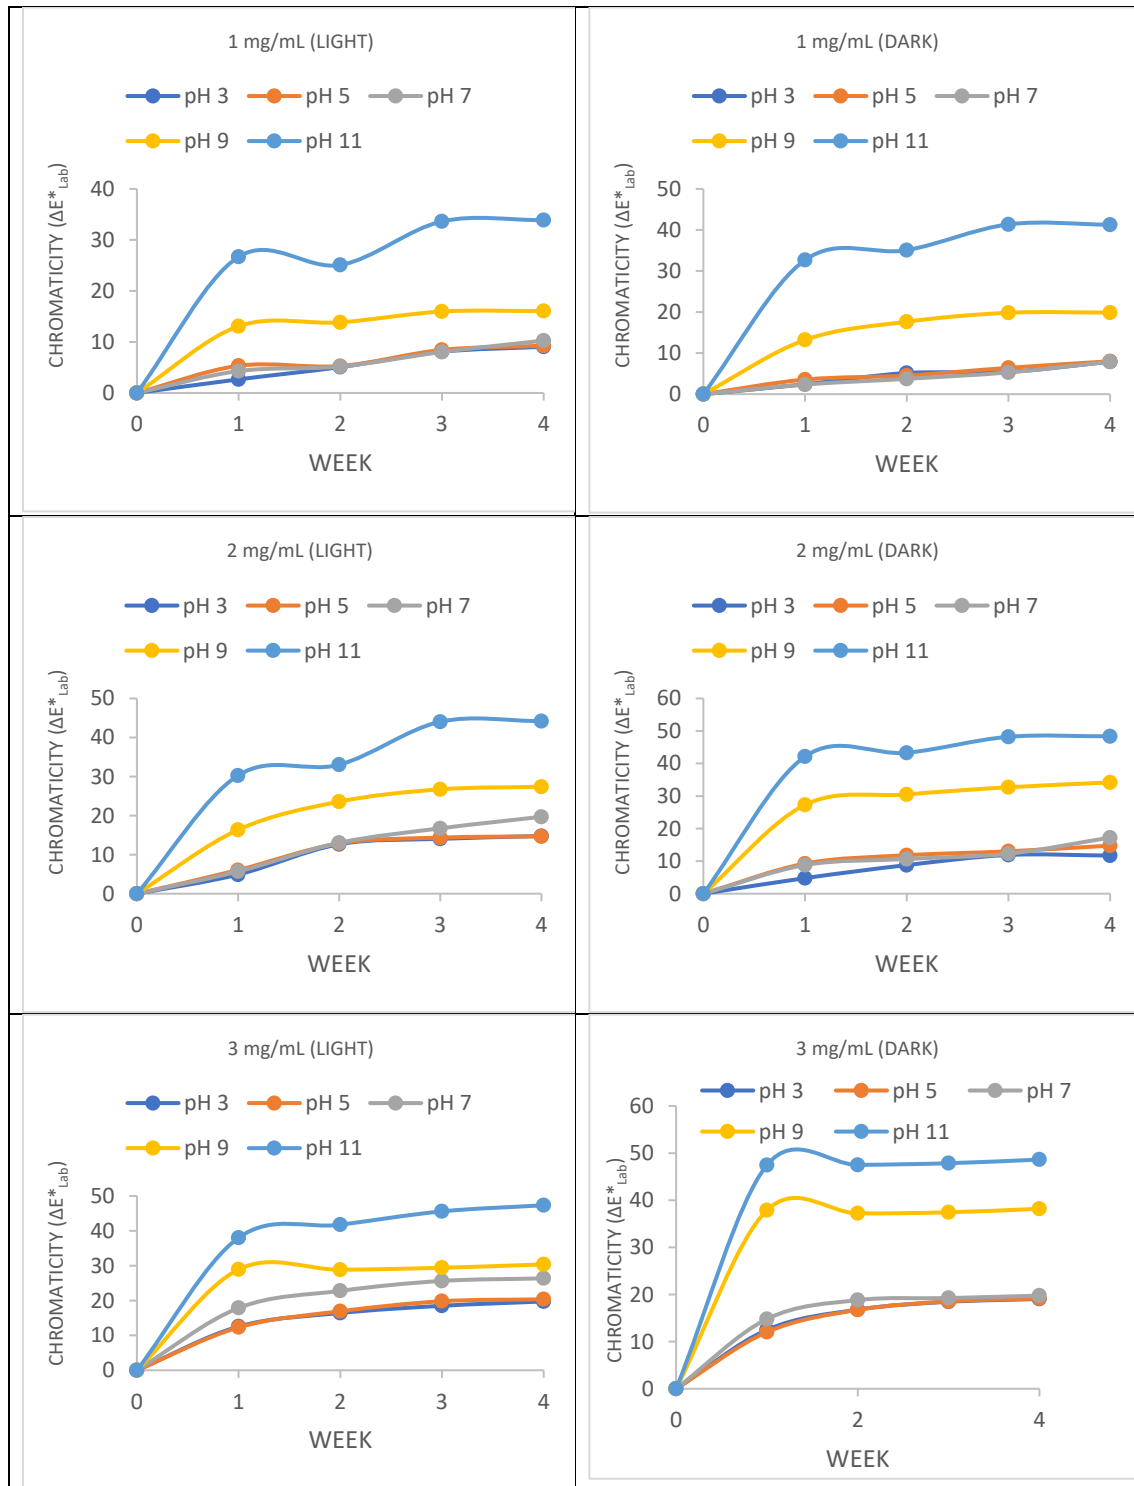 1 mg/mL (LIGHT)
pH 3 pH 5 pH 7
pH 9 pH 11
CHROMATICITY (ΔE*Lab)
40
30
20
10
0
0 1 2 3 4
WEEK
1 mg/mL (DARK)
pH 3 pH 5 pH 7
pH 9 pH 11
CHROMATICITY (ΔE*Lab)
50
40
30
20
10
0
0 1 2 3 4
WEEK
2 mg/mL (LIGHT)
pH 3 pH 5 pH 7
pH 9 pH 11
CHROMATICITY (ΔE*Lab)
50
40
30
20
10
0
0 1 2 3 4
WEEK
2 mg/mL (DARK)
pH 3 pH 5 pH 7
pH 9 pH 11
CHROMATICITY (ΔE*Lab)
60
50
40
30
20
10
0
0 1 2 3 4
WEEK
3 mg/mL (LIGHT)
pH 3 pH 5 pH 7
pH 9 pH 11
CHROMATICITY (ΔE*Lab)
50
40
30
20
10
0
0 1 2 3 4
WEEK
3 mg/mL (DARK)
pH 3 pH 5 pH 7
pH 9 pH 11
CHROMATICITY (ΔE*Lab)
60
50
40
30
20
10
0
0 2 4
WEEK